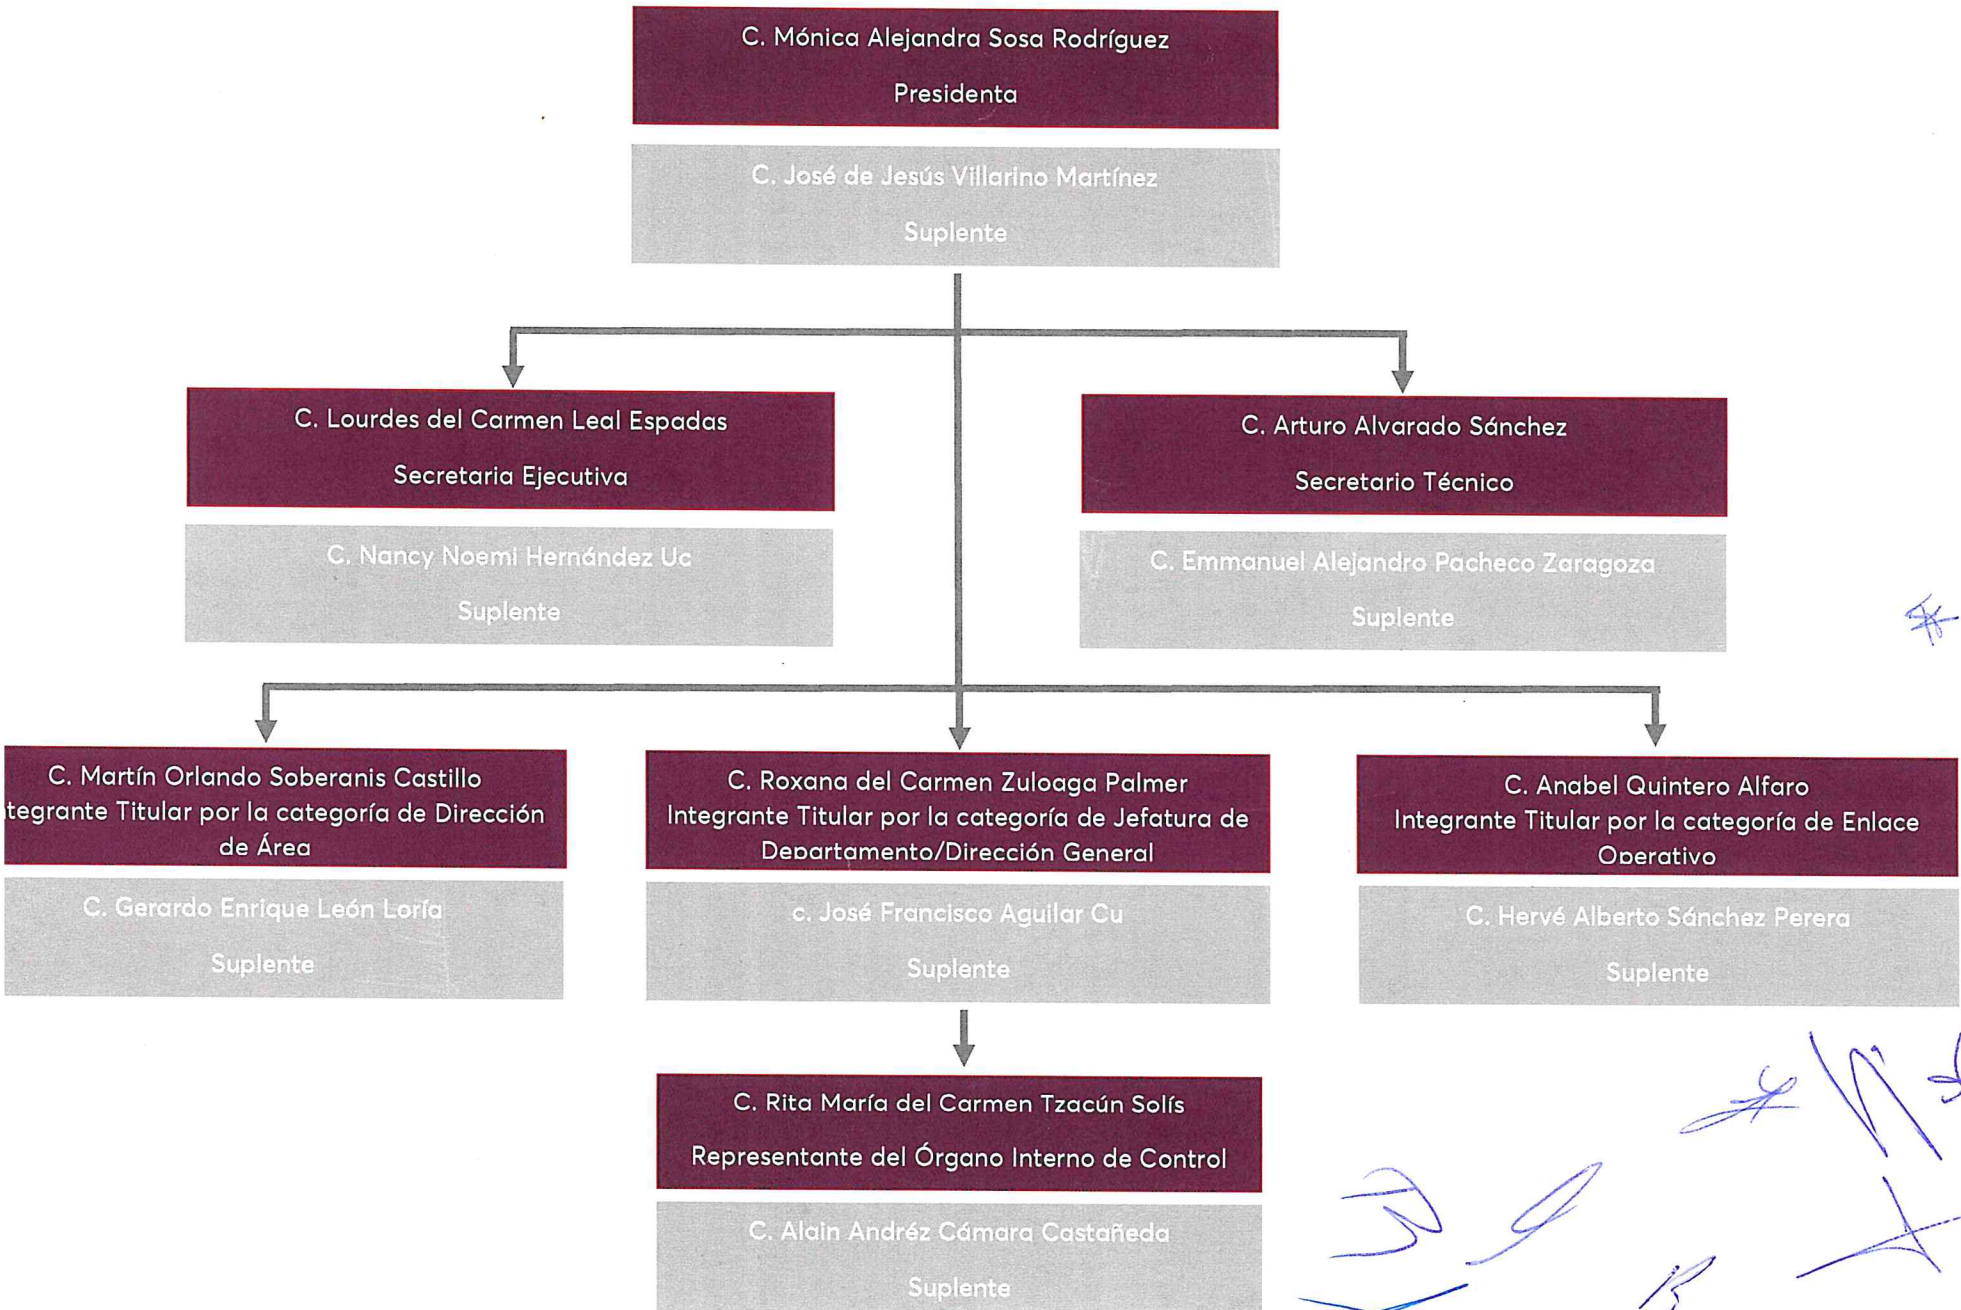 C. Mónica Alejandra Sosa Rodríguez
Presidenta
C. José de Jesús Villarino Martínez
Suplente
C. Lourdes del Carmen Leal Espadas
Secretaria Ejecutiva
C. Nancy Noemi Hernández Uc
Suplente
C. Arturo Alvarado Sánchez
Secretario Técnico
C. Emmanuel Alejandro Pacheco Zaragoza
Suplente
C. Martín Orlando Soberanis Castillo
ntegrante Titular por la categoría de Dirección
de Área
C. Gerardo Enrique León Loría
Suplente
C. Roxana del Carmen Zuloaga Palmer
Integrante Titular por la categoría de Jefatura de
Departamento/Dirección General
c. José Francisco Aguilar Cu
Suplente
C. Anabel Quintero Alfaro
Integrante Titular por la categoría de Enlace
Operativo
C. Hervé Alberto Sánchez Perera
Suplente
C. Rita María del Carmen Tzacún Solís
Representante del Órgano Interno de Control
C. Alain Andréz Cámara Castañeda
Suplente